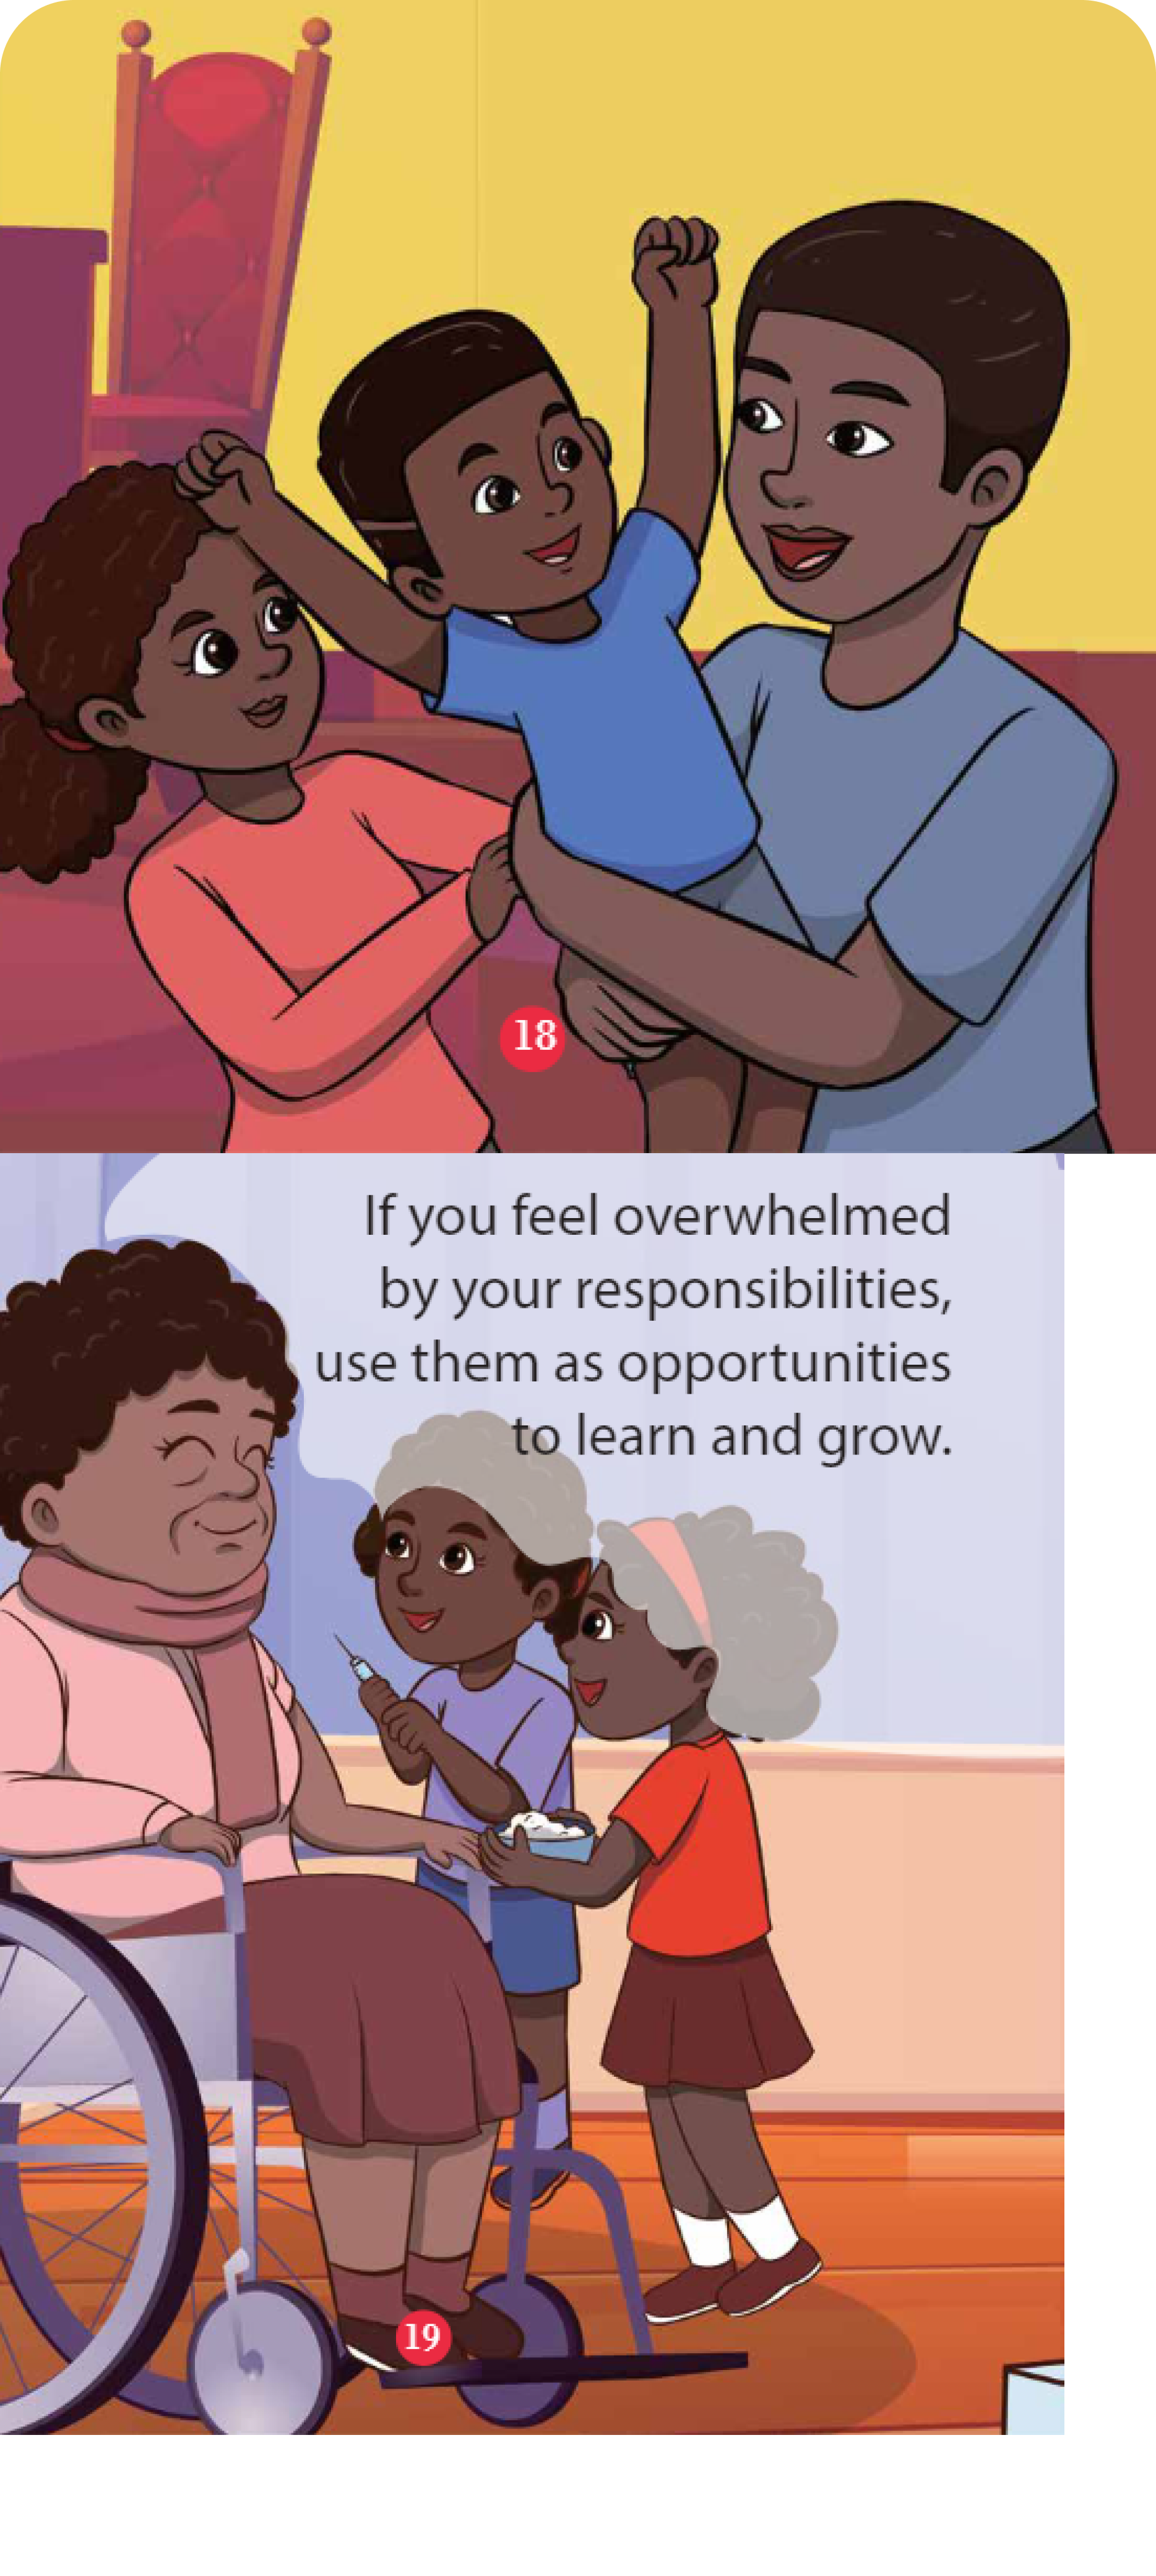 18
If you feel overwhelmed
by your responsibilities,
use them as opportunities
to learn and grow.
19